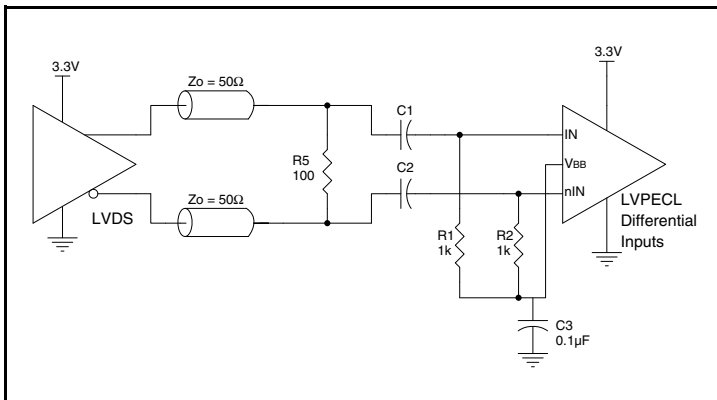 3.3V
3.3V
Zo = 50Ω
C1
IN
R5
100
VBB
C2
nIN
Zo = 50Ω
LVDS
LVPECL
Differential
Inputs
R1
1k
R2
1k
C3
0.1µF